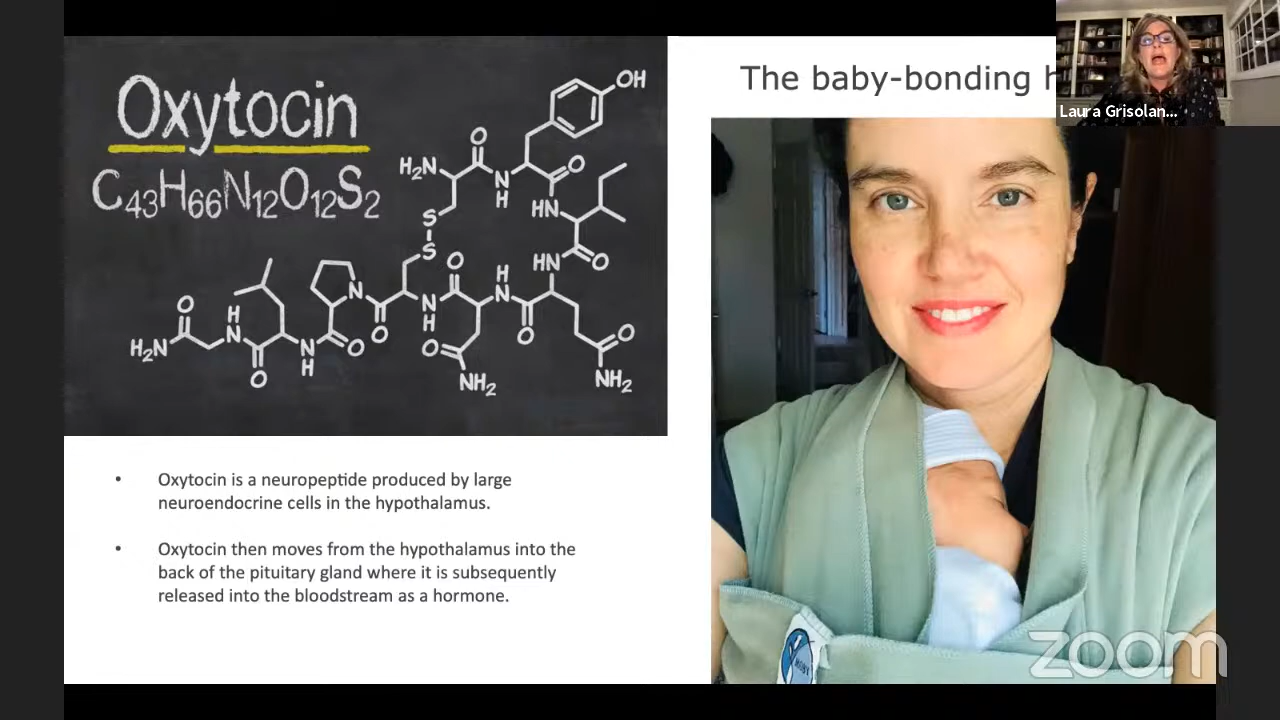 Oxytocin
C43H66N12O12S2
OH
O
H2N
N
H
O
HN
S
S
O
HN
O
H
N
O
N
H
O
N
O
H
N
O
H2N
O
N
H
O
O
NH2
O
NH2
The baby-bonding h
Laura Grisolan...
• Oxytocin is a neuropeptide produced by large
neuroendocrine cells in the hypothalamus.
• Oxytocin then moves from the hypothalamus into the
back of the pituitary gland where it is subsequently
released into the bloodstream as a hormone.
MOBY
zoom